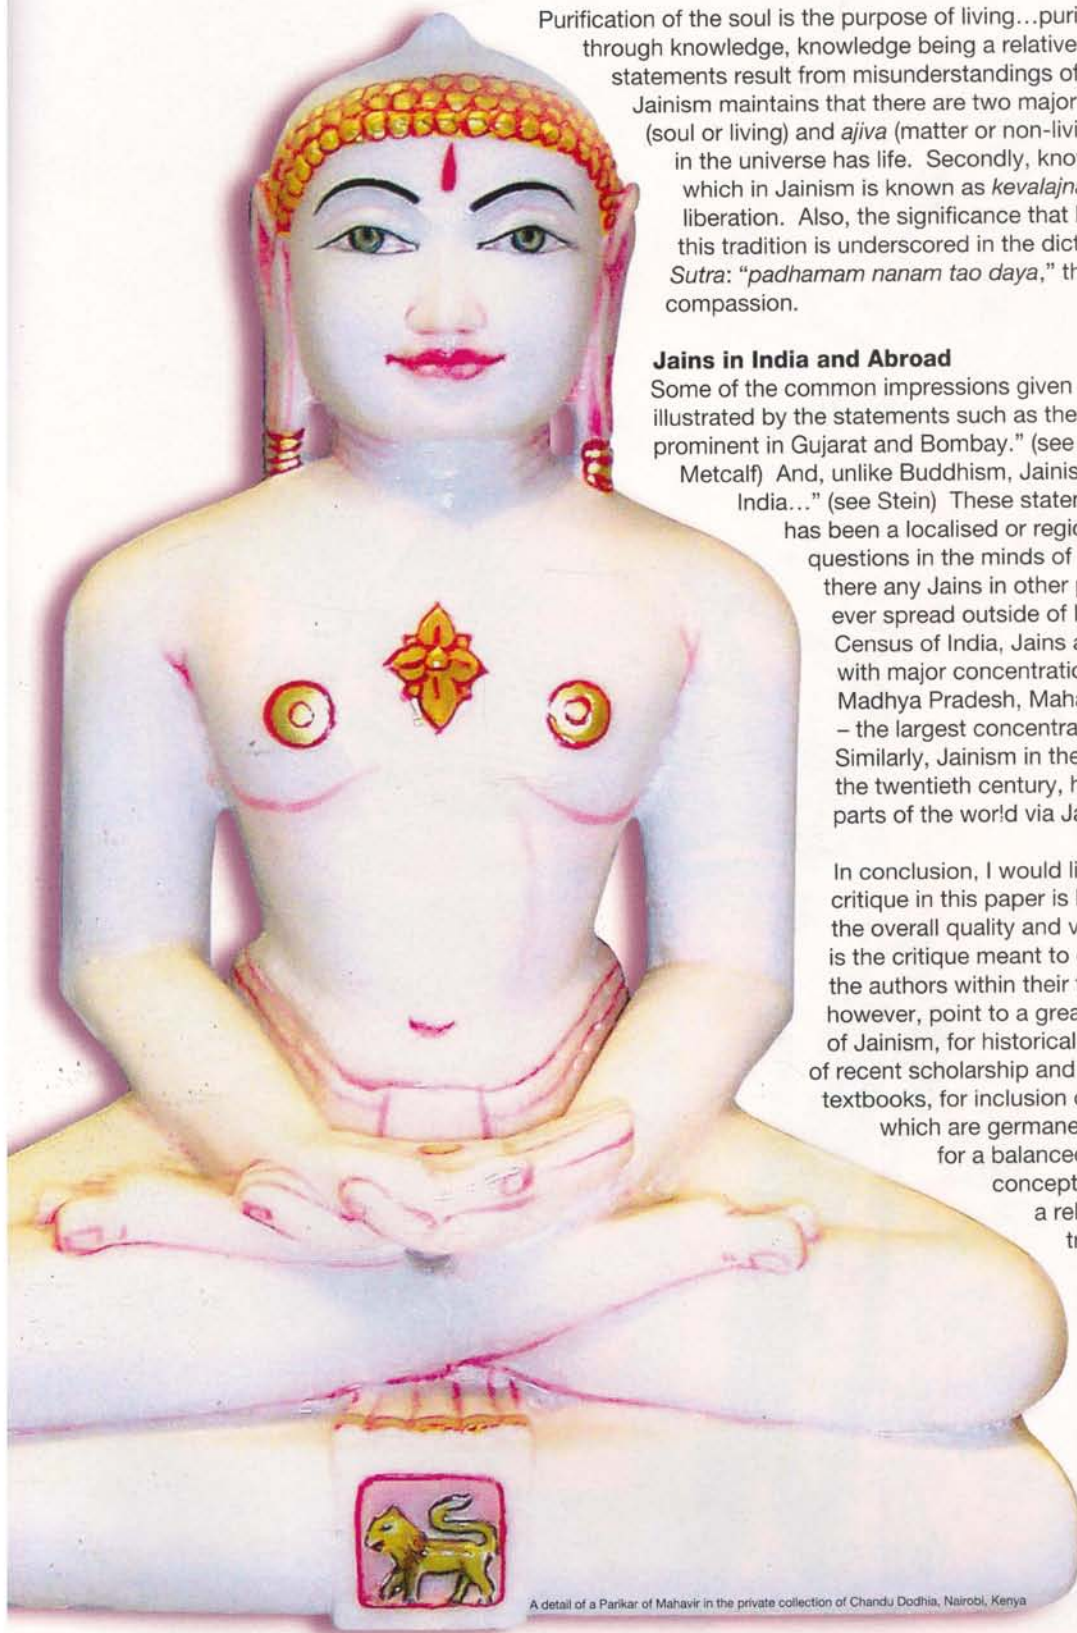 Purification of the soul is the purpose of living...puri
through knowledge, knowledge being a relative
statements result from misunderstandings of
Jainism maintains that there are two major
(soul or living) and ajiva (matter or non-livi
in the universe has life. Secondly, kno
which in Jainism is known as kevalajna
liberation. Also, the significance that
this tradition is underscored in the dict
Sutra: “padhamam nanam tao daya,” th
compassion.
Jains in India and Abroad
Some of the common impressions given
illustrated by the statements such as the
prominent in Gujarat and Bombay.” (see
Metcalf) And, unlike Buddhism, Jainis
India...” (see Stein) These staten
has been a localised or regio
questions in the minds of
there any Jains in other
ever spread outside of
Census of India, Jains a
with major concentratio
Madhya Pradesh, Maha
– the largest concentra
Similarly, Jainism in the
the twentieth century, h
parts of the world via Ja
In conclusion, I would li
critique in this paper is
the overall quality and v
is the critique meant to
the authors within their
however, point to a grea
of Jainism, for historical
of recent scholarship and
textbooks, for inclusion o
which are germane
for a balanced
concept
a rel
tr
A detail of a Parikar of Mahavir in the private collection of Chandu Dodhia, Nairobi, Kenya